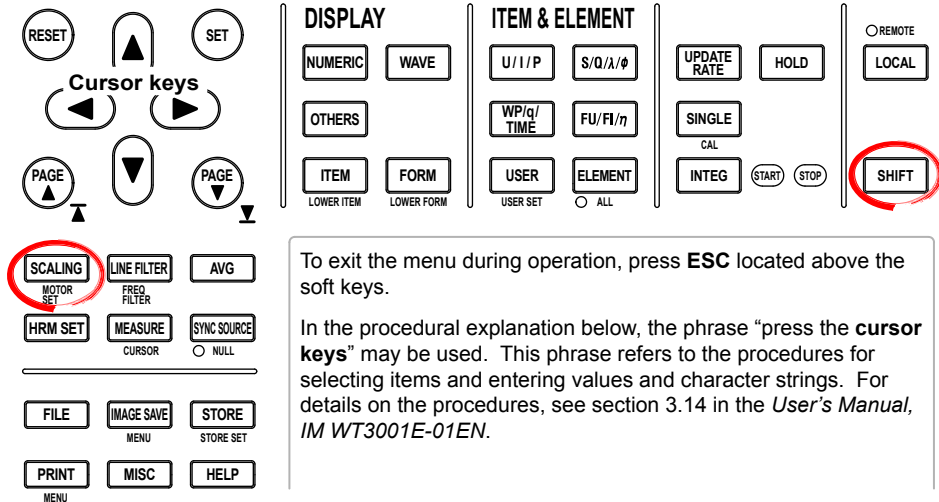 DISPLAY
ITEM & ELEMENT
RESET
SET
REMOTE
NUMERIC
WAVE
U/I/P
S/Q/λ/ϕ
UPDATE
RATE
HOLD
LOCAL
Cursor keys
OTHERS
WP/q/
TIME
FU/FI/η
SINGLE
CAL
PAGE
PAGE
ITEM
FORM
USER
ELEMENT
INTEG
START
STOP
SHIFT
LOWER ITEM
LOWER FORM
USER SET
ALL
SCALING
LINE FILTER
AVG
MOTOR
SET
FREQ
FILTER
HRM SET
MEASURE
SYNC SOURCE
CURSOR
NULL
FILE
IMAGE SAVE
STORE
MENU
STORE SET
PRINT
MISC
HELP
MENU
To exit the menu during operation, press ESC located above the
soft keys.
In the procedural explanation below, the phrase “press the cursor
keys” may be used. This phrase refers to the procedures for
selecting items and entering values and character strings. For
details on the procedures, see section 3.14 in the User’s Manual,
IM WT3001E-01EN.